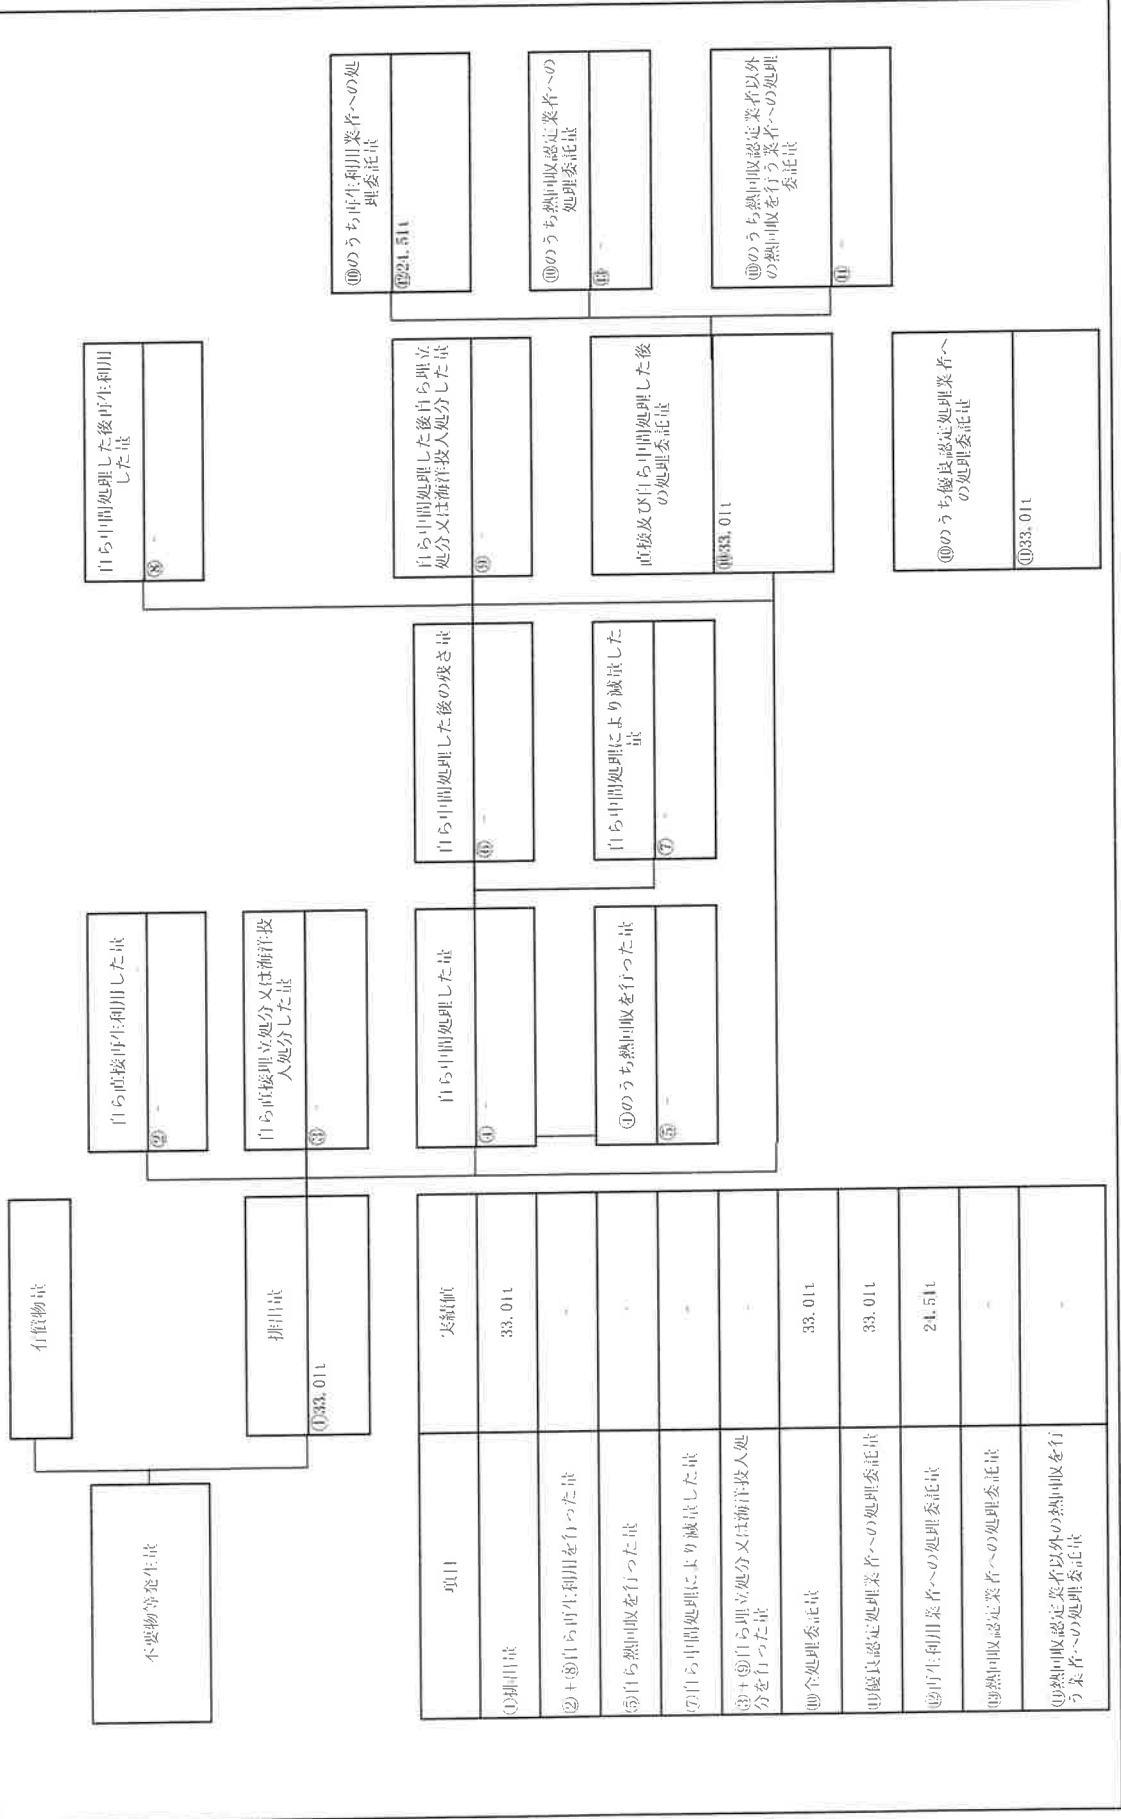 有償物量
不要物等発生量
排出量
①33.01t
自ら直接再生利用した量
② -
自ら直接埋立処分又は海洋投
入処分した量
③ -
自ら中間処理した量
④ -
④のうち熱回収を行った量
⑤ -
自ら中間処理した後の残さ量
⑥ -
自ら中間処理により減量した
量
⑦ -
自ら中間処理した後再生利用
した量
⑧ -
自ら中間処理した後自ら埋立
処分又は海洋投入処分した量
⑨ -
直接及び自ら中間処理した後
の処理委託量
⑩33.01t
⑩のうち優良認定処理業者へ
の処理委託量
⑪33.01t
⑩のうち再生利用業者への処
理委託量
⑫24.51t
⑩のうち熱回収認定業者への
処理委託量
⑬ -
⑩のうち熱回収認定業者以外
の熱回収を行う業者への処理
委託量
⑭ -
項目 実績値
①排出量 33.01t
②+⑧自ら再生利用を行った量 -
⑤自ら熱回収を行った量 -
⑦自ら中間処理により減量した量 -
③+⑨自ら埋立処分又は海洋投入処
分を行った量 -
⑩全処理委託量 33.01t
⑪優良認定処理業者への処理委託量 33.01t
⑫再生利用業者への処理委託量 24.51t
⑬熱回収認定業者への処理委託量 -
⑭熱回収認定業者以外の熱回収を行
う業者への処理委託量 -